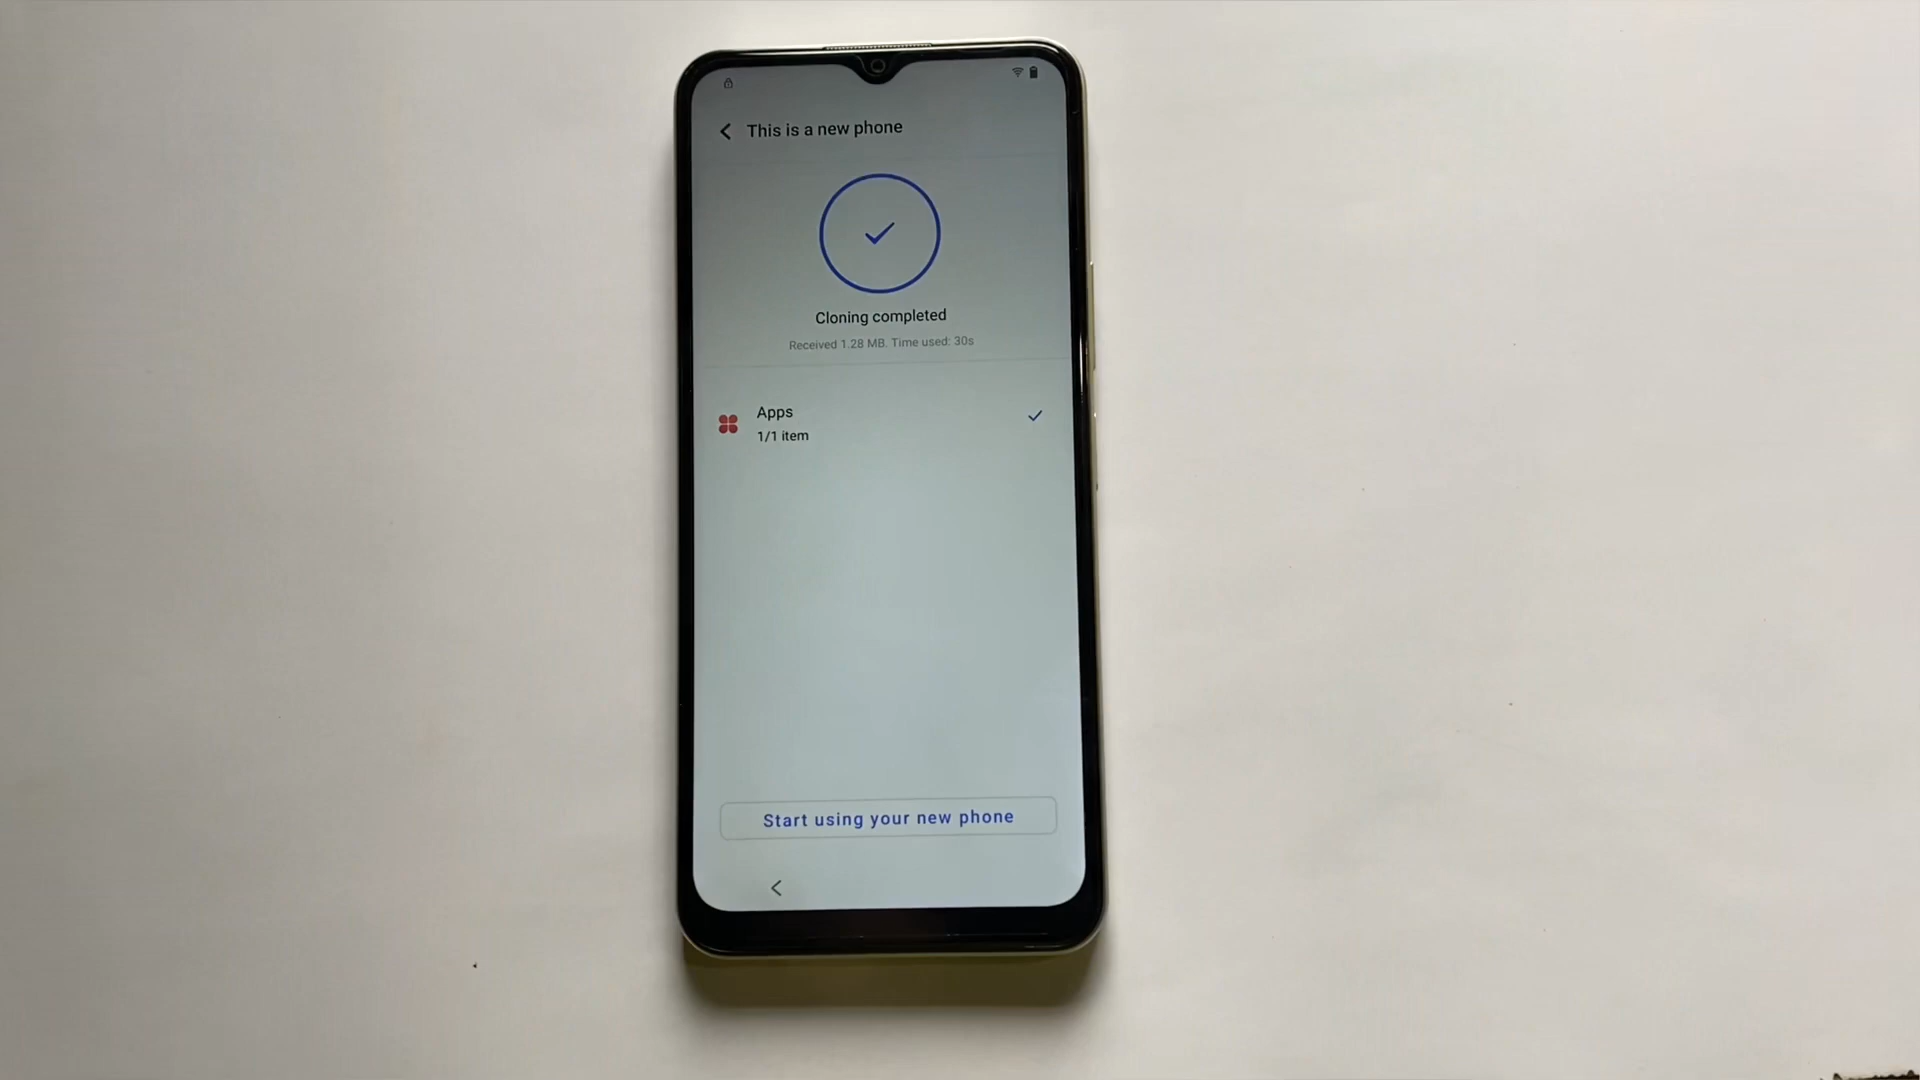 This is a new phone
Cloning completed
Received 1.28 MB. Time used: 30s
Apps
1/1 item
Start using your new phone